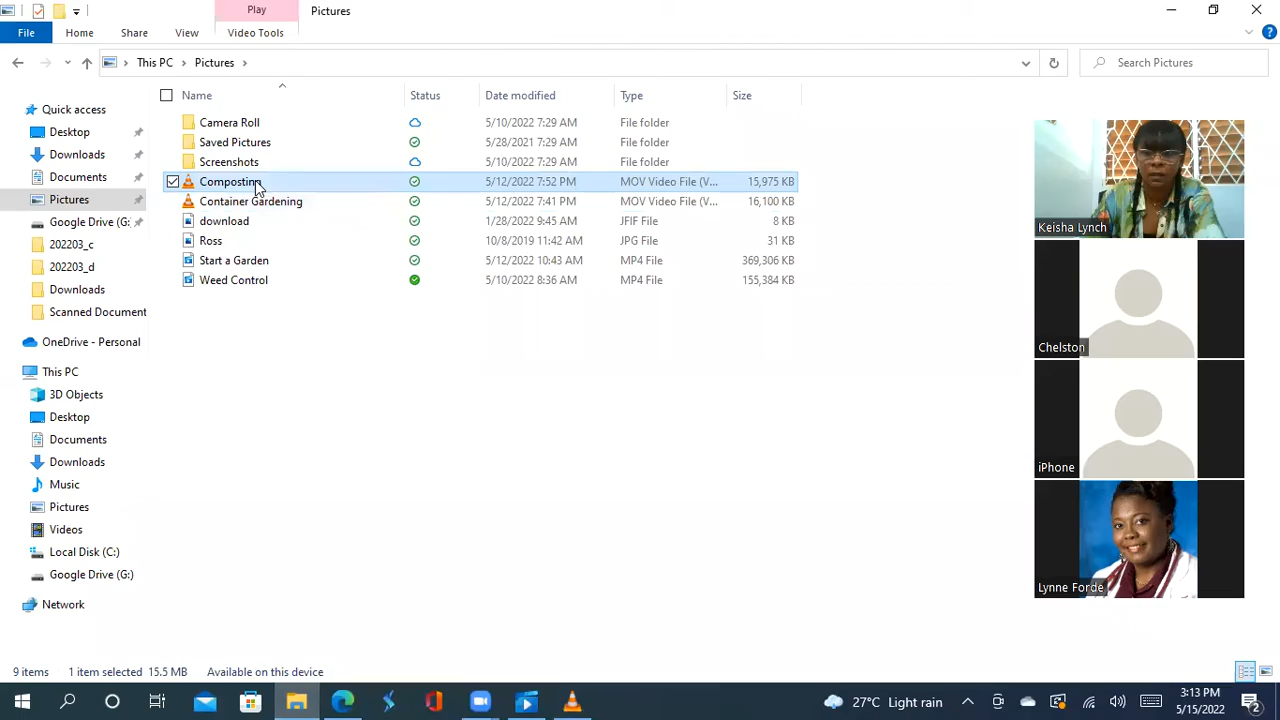 Play
Pictures
File
Home
Share
View
Video Tools
This PC
Pictures
Search Pictures
Name
Status
Date modified
Type
Size
Quick access
Desktop
Downloads
Documents
Pictures
Google Drive (G:
202203_c
202203_d
Downloads
Scanned Document
OneDrive - Personal
This PC
3D Objects
Desktop
Documents
Downloads
Music
Pictures
Videos
Local Disk (C:)
Google Drive (G:)
Network
Camera Roll 5/10/2022 7:29 AM File folder
Saved Pictures 5/28/2021 7:29 AM File folder
Screenshots 5/10/2022 7:29 AM File folder
Composting 5/12/2022 7:52 PM MOV Video File (V... 15,975 KB
Container Gardening 5/12/2022 7:41 PM MOV Video File (V... 16,100 KB
download 1/28/2022 9:45 AM JFIF File 8 KB
Ross 10/8/2019 11:42 AM JPG File 31 KB
Start a Garden 5/12/2022 10:43 AM MP4 File 369,306 KB
Weed Control 5/10/2022 8:36 AM MP4 File 155,384 KB
Keisha Lynch
Chelston
iPhone
Lynne Forde
9 items 1 item selected 15.5 MB Available on this device
27°C Light rain
3:13 PM
5/15/2022
2